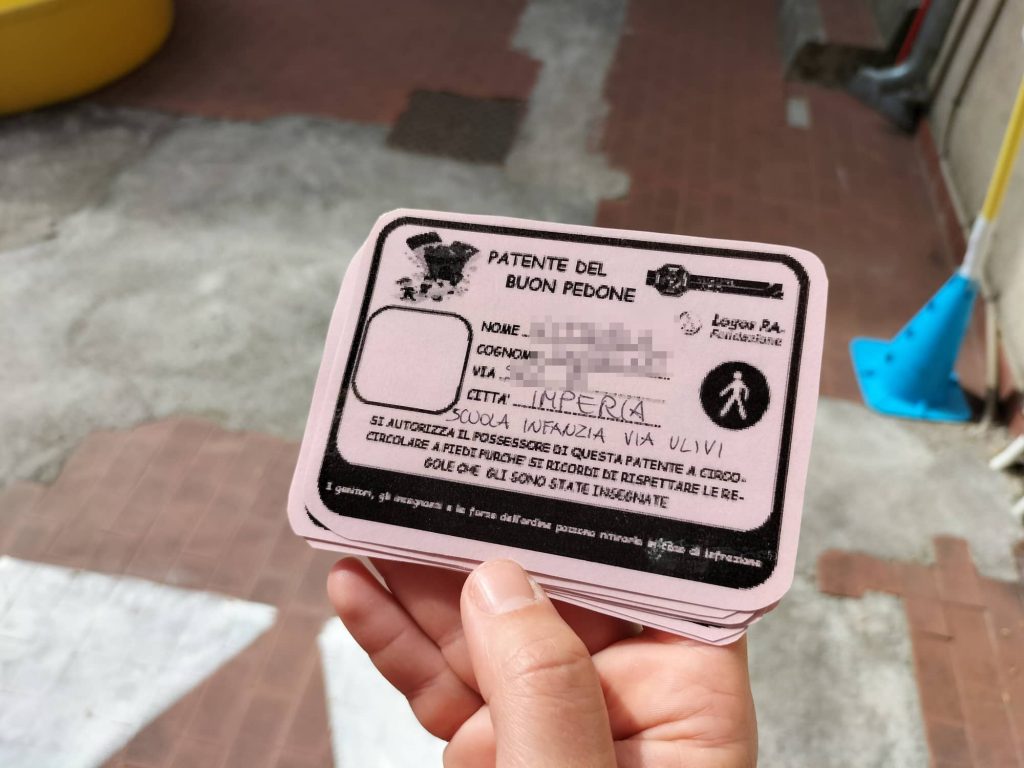 PATENTE DEL
BUON PEDONE
Logos P.A.
Fondazione
NOME
COGNOM
VIA
CITTA' IMPERIA
SCUOLA INFANZIA VIA ULIVI
SI AUTORIZZA IL POSSESSORE DI QUESTA PATENTE A CIRCO-
CIRCOLARE A PIEDI PURCHE' SI RICORDI DI RISPETTARE LE RE-
GOLE CHE GLI SONO STATE INSEGNATE
I genitori, gli insegnanti e le forze dell'ordine possono ritirarla in caso di infrazione